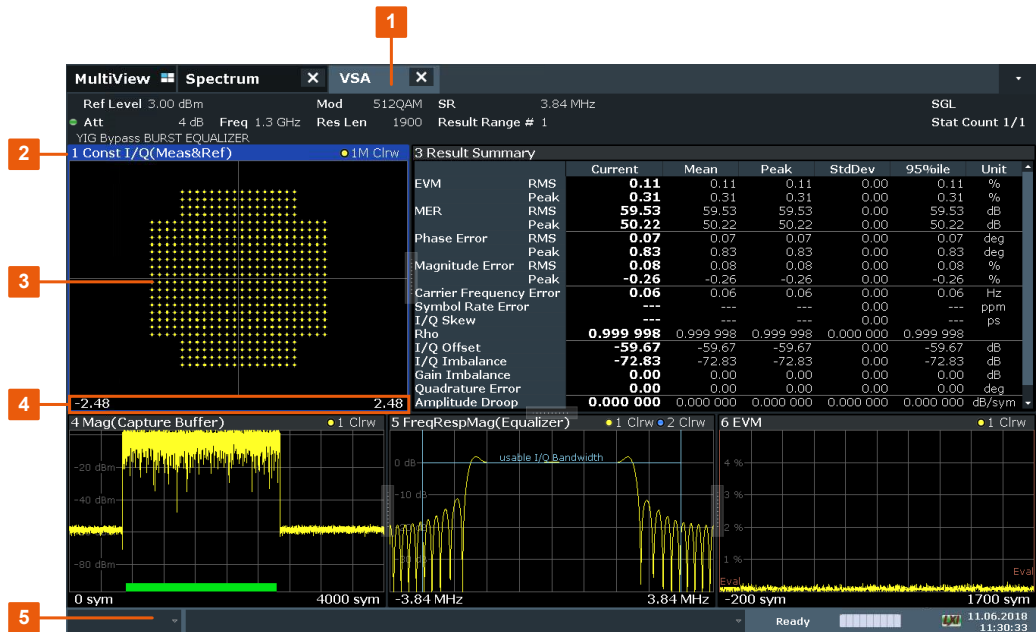 1
MultiView Spectrum X VSA X
Ref Level 3.00 dBm Mod 512QAM SR 3.84 MHz SGL
Att 4 dB Freq 1.3 GHz Res Len 1900 Result Range # 1 Stat Count 1/1
YIG Bypass BURST EQUALIZER
2
1 Const I/Q(Meas&Ref) 1M Clrw
3 Result Summary
Current Mean Peak StdDev 95%ile Unit
EVM RMS 0.11 0.11 0.11 0.00 0.11 %
Peak 0.31 0.31 0.31 0.00 0.31 %
MER RMS 59.53 59.53 59.53 0.00 59.53 dB
Peak 50.22 50.22 50.22 0.00 50.22 dB
Phase Error RMS 0.07 0.07 0.07 0.00 0.07 deg
Peak 0.83 0.83 0.83 0.00 0.83 deg
Magnitude Error RMS 0.08 0.08 0.08 0.00 0.08 %
Peak -0.26 -0.26 -0.26 0.00 -0.26 %
Carrier Frequency Error 0.06 0.06 0.06 0.00 0.06 Hz
Symbol Rate Error --- --- --- 0.00 --- ppm
I/Q Skew --- --- --- 0.00 --- ps
Rho 0.999 998 0.999 998 0.999 998 0.000 000 0.999 998
I/Q Offset -59.67 -59.67 -59.67 0.00 -59.67 dB
I/Q Imbalance -72.83 -72.83 -72.83 0.00 -72.83 dB
Gain Imbalance 0.00 0.00 0.00 0.00 0.00 dB
Quadrature Error 0.00 0.00 0.00 0.00 0.00 deg
Amplitude Droop 0.000 000 0.000 000 0.000 000 0.000 000 0.000 000 dB/sym
3
4
-2.48 2.48
4 Mag(Capture Buffer) 1 Clrw
-20 dBm
-40 dBm
-80 dBm
0 sym 4000 sym
5 FreqRespMag(Equalizer) 1 Clrw 2 Clrw
usable I/Q Bandwidth
0 dB
-10 dB
-3.84 MHz 3.84 MHz
6 EVM 1 Clrw
4 %
3 %
2 %
1 %
Eval
Eval
-200 sym 1700 sym
5
Ready
11.06.2018
11:30:33